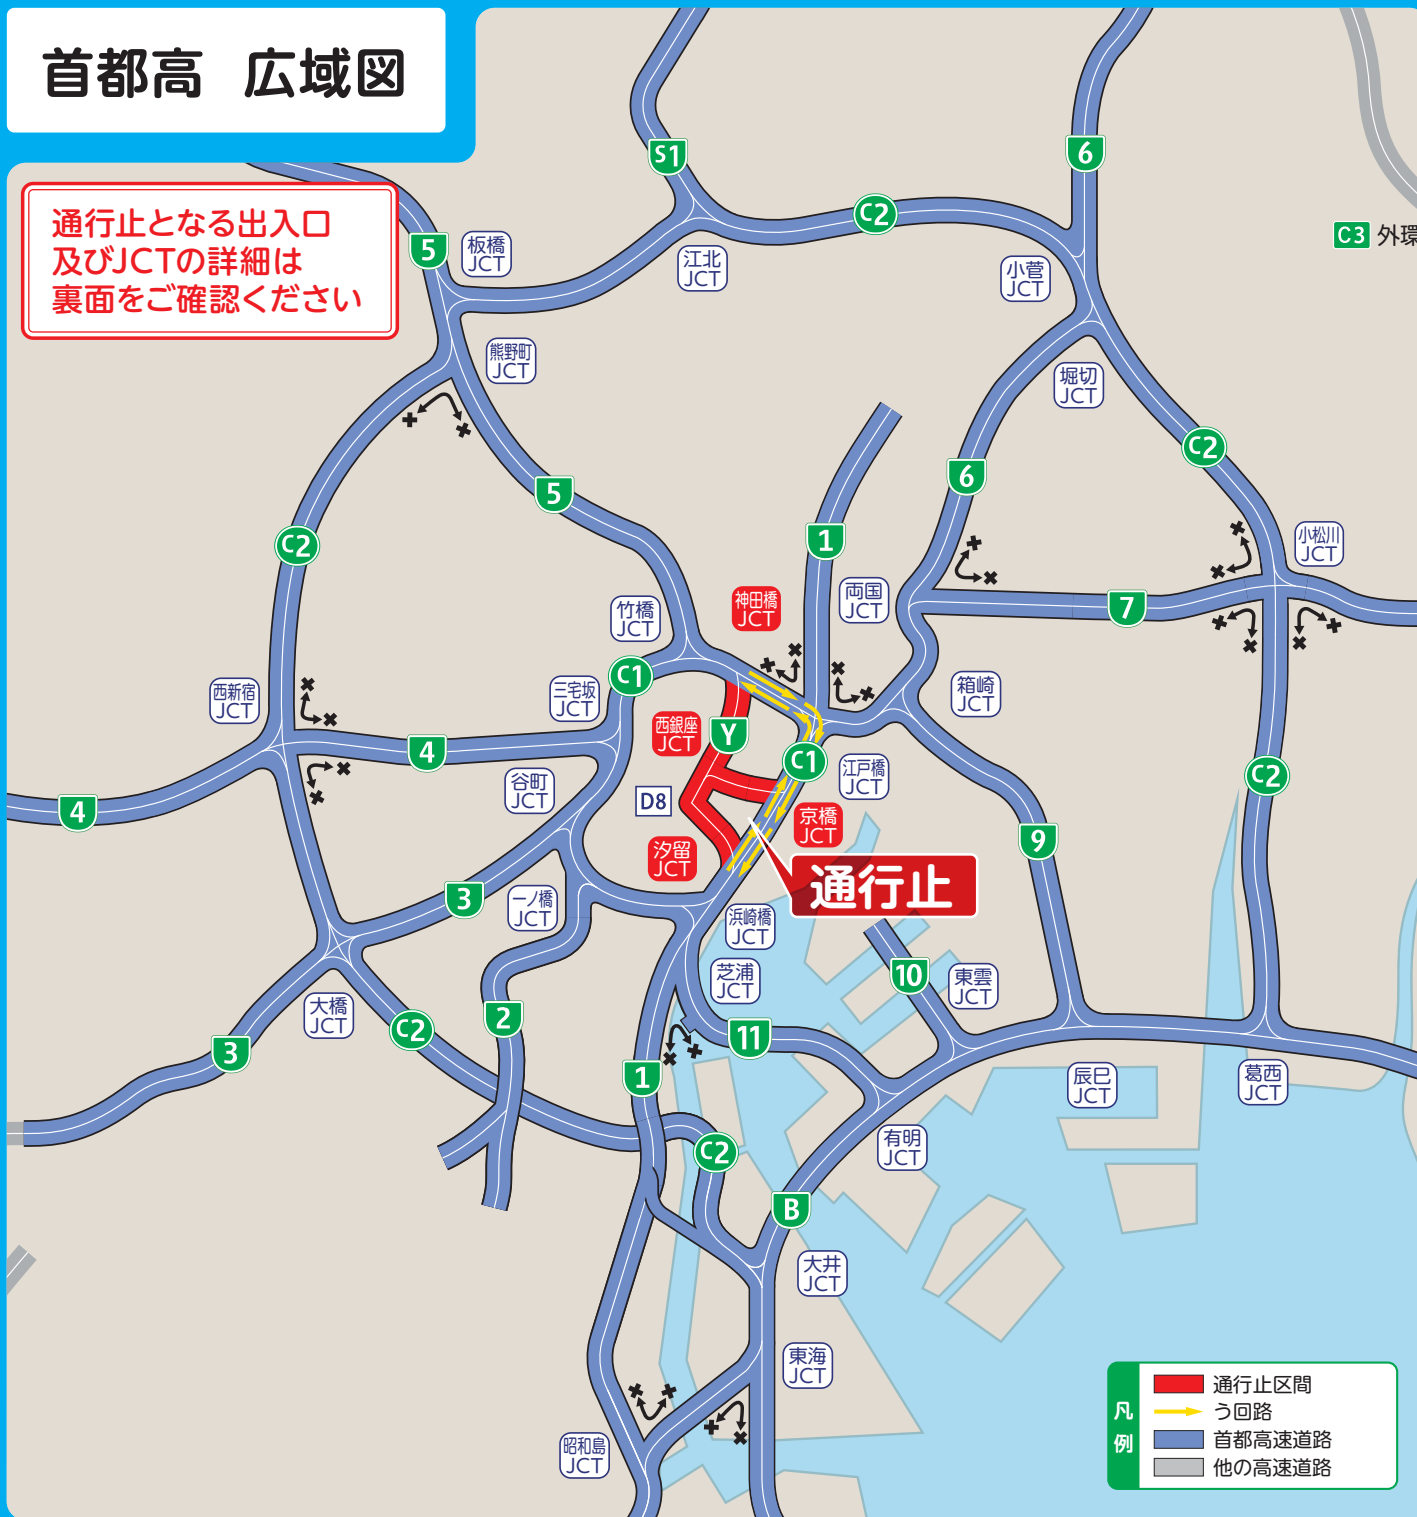 首都高 広域図
通行止となる出入口
及びJCTの詳細は
裏面をご確認ください
S1
6
C2
C3 外環
5
板橋
JCT
江北
JCT
小菅
JCT
熊野町
JCT
堀切
JCT
C2
6
5
C2
1
小松川
JCT
竹橋
JCT
神田橋
JCT
両国
JCT
7
C1
西新宿
JCT
三宅坂
JCT
箱崎
JCT
西銀座
JCT
Y
4
C1
江戸橋
JCT
C2
谷町
JCT
D8
4
京橋
JCT
9
汐留
JCT
通行止
3
一ノ橋
JCT
浜崎橋
JCT
芝浦
JCT
10
東雲
JCT
大橋
JCT
C2
2
11
3
1
辰巳
JCT
葛西
JCT
有明
JCT
C2
B
大井
JCT
東海
JCT
昭和島
JCT
凡例
通行止区間
う回路
首都高速道路
他の高速道路